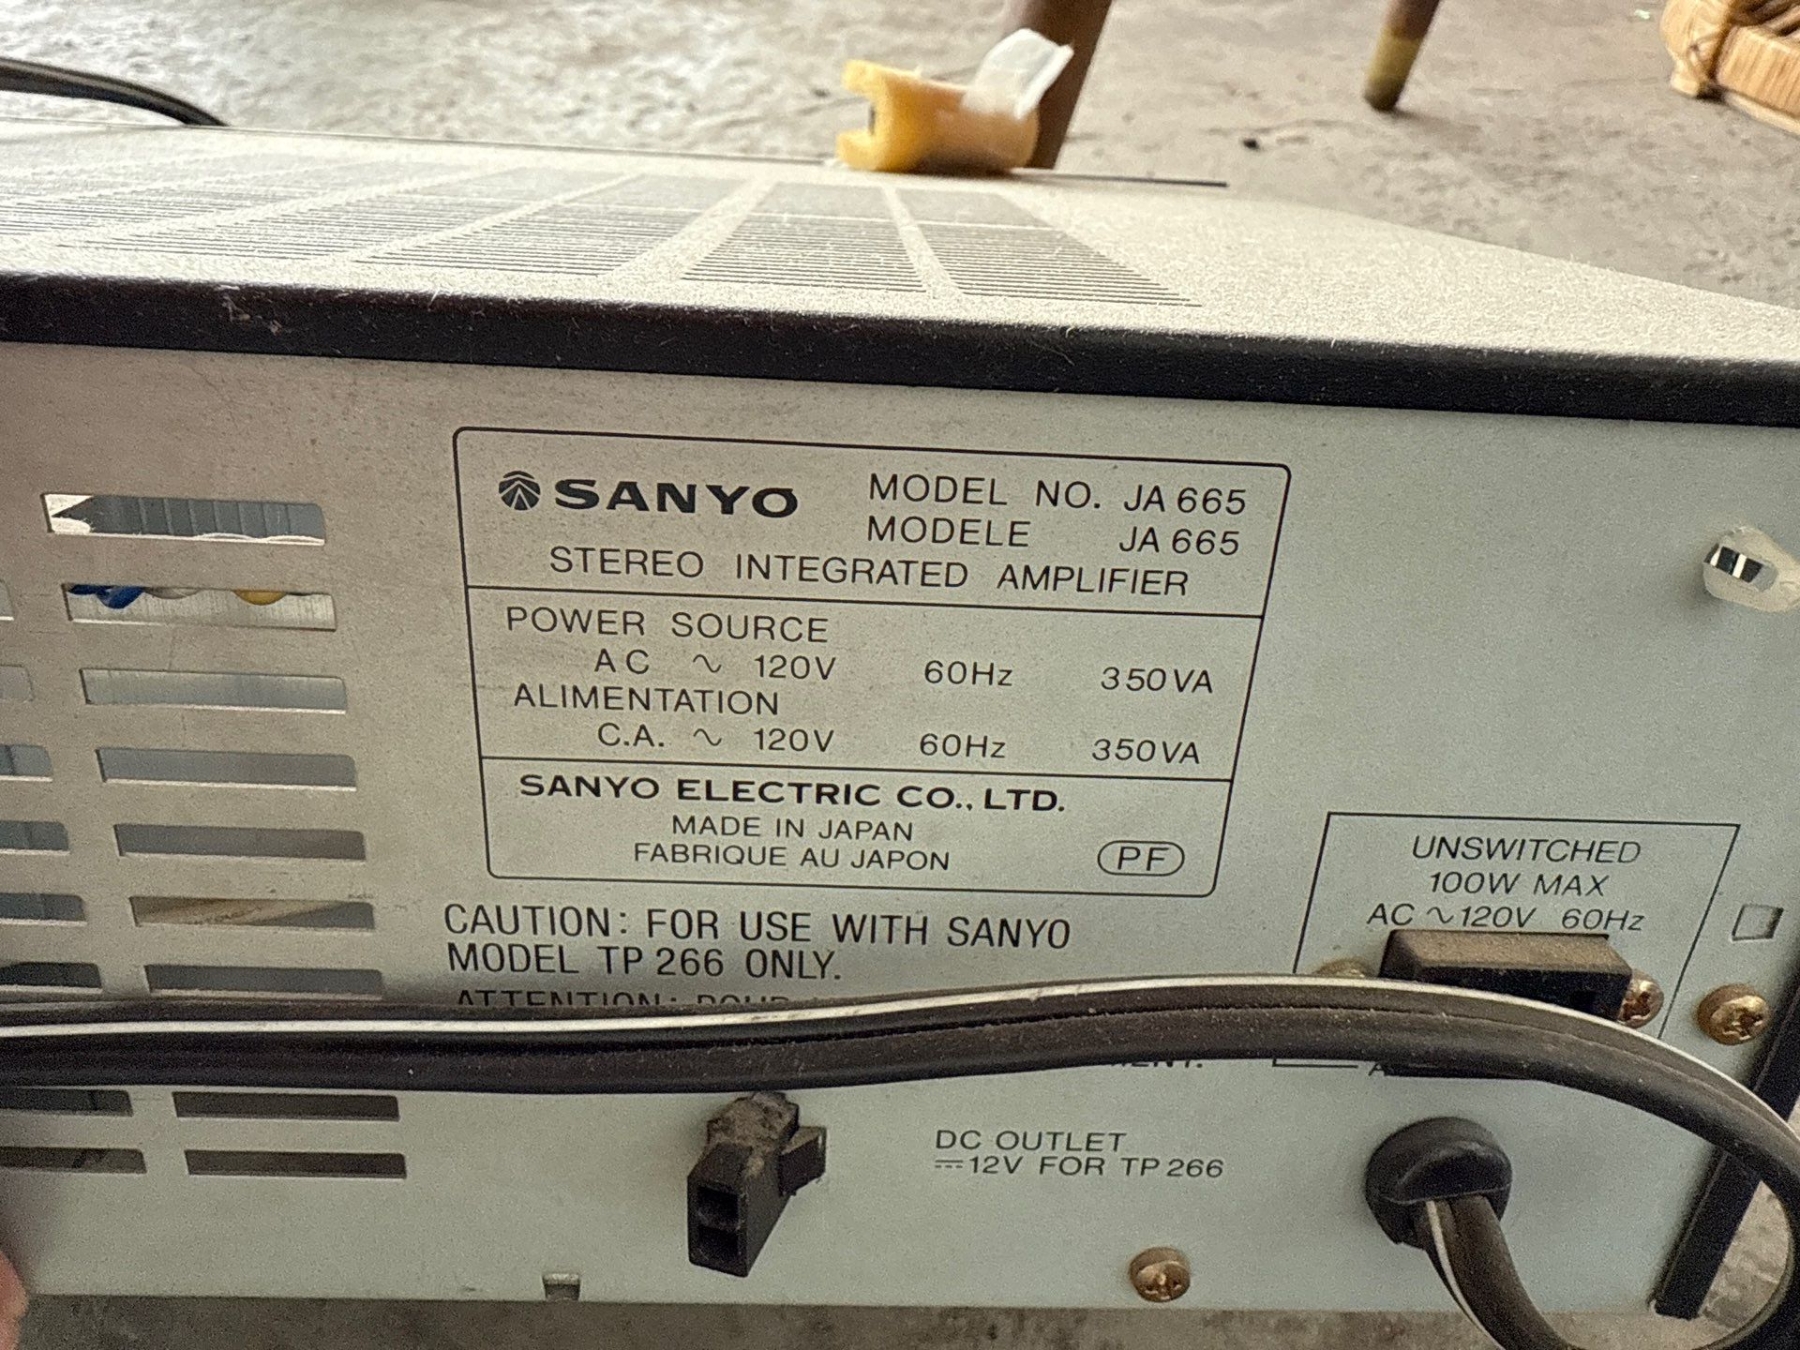 SANYO
MODEL NO. JA 665
MODELE JA 665
STEREO INTEGRATED AMPLIFIER
POWER SOURCE
AC ~ 120V 60Hz 350VA
ALIMENTATION
C.A. ~ 120V 60Hz 350VA
SANYO ELECTRIC CO., LTD.
MADE IN JAPAN
FABRIQUE AU JAPON
PF
CAUTION: FOR USE WITH SANYO
MODEL TP 266 ONLY.
ATTENTION: POUR
UNSWITCHED
100W MAX
AC ~ 120V 60Hz
DC OUTLET
⎓12V FOR TP 266